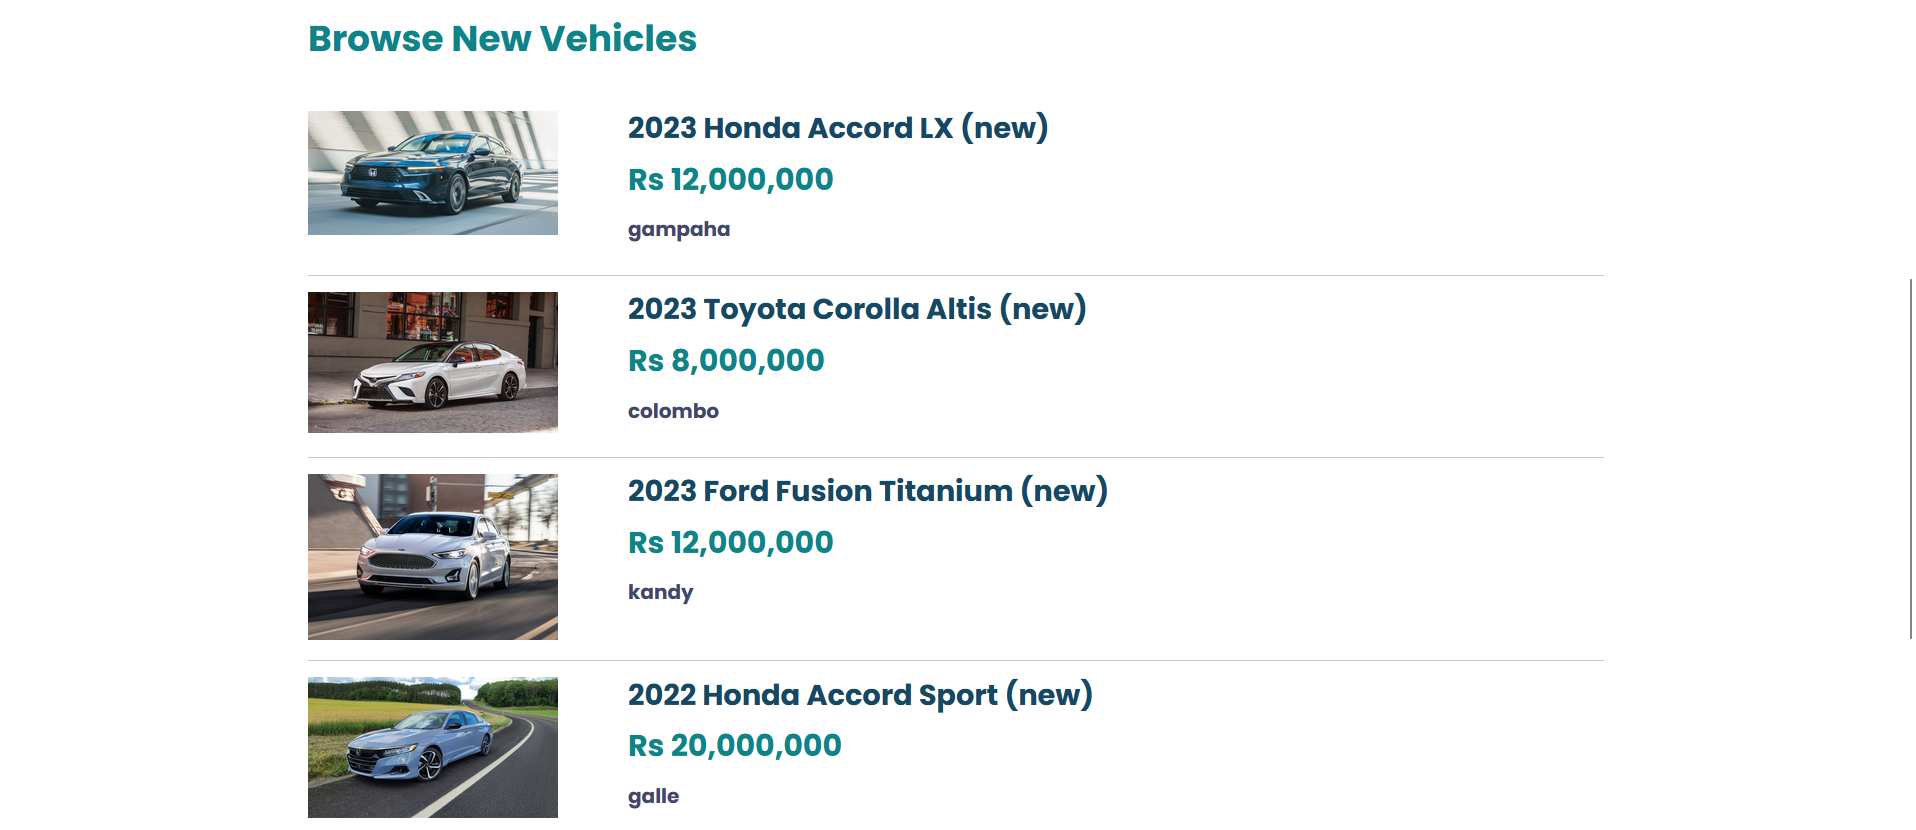 Browse New Vehicles
2023 Honda Accord LX (new)
Rs 12,000,000
gampaha
2023 Toyota Corolla Altis (new)
Rs 8,000,000
colombo
2023 Ford Fusion Titanium (new)
Rs 12,000,000
kandy
2022 Honda Accord Sport (new)
Rs 20,000,000
galle